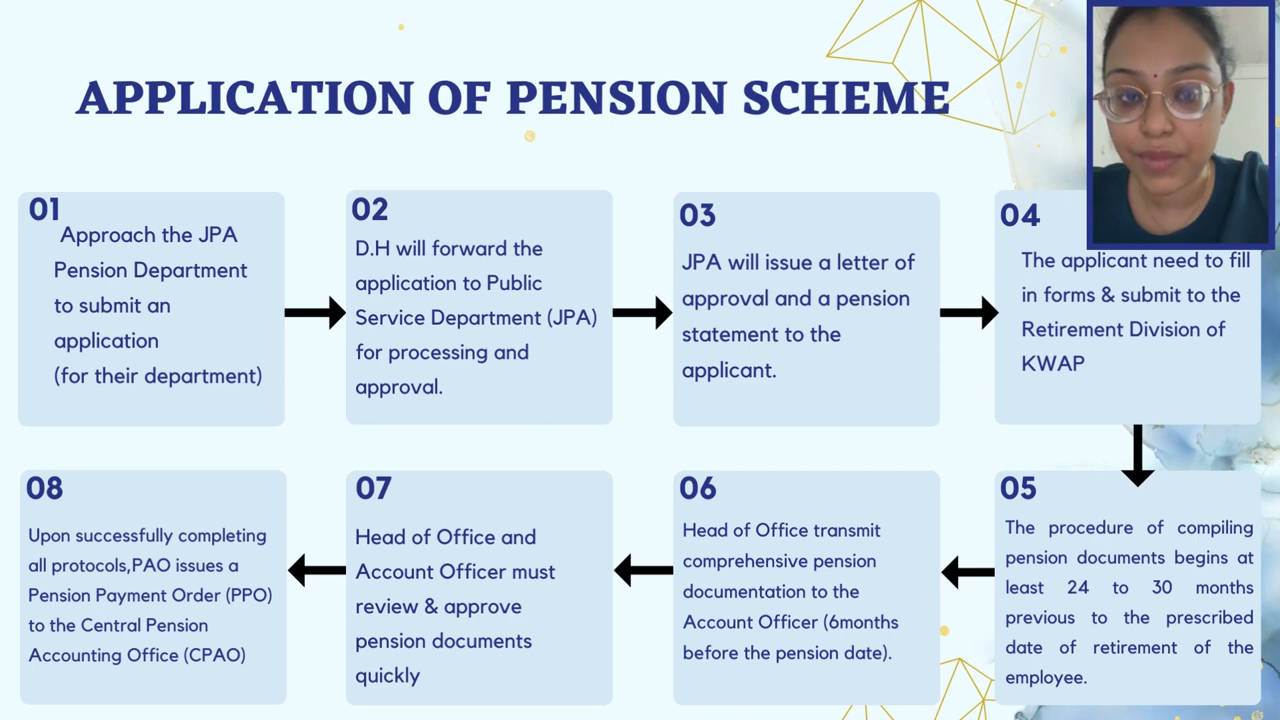 APPLICATION OF PENSION SCHEME
01
Approach the JPA
Pension Department
to submit an
application
(for their department)
02
D.H will forward the
application to Public
Service Department (JPA)
for processing and
approval.
03
JPA will issue a letter of
approval and a pension
statement to the
applicant.
04
The applicant need to fill
in forms & submit to the
Retirement Division of
KWAP
05
The procedure of compiling
pension documents begins at
least 24 to 30 months
previous to the prescribed
date of retirement of the
employee.
06
Head of Office transmit
comprehensive pension
documentation to the
Account Officer (6months
before the pension date).
07
Head of Office and
Account Officer must
review & approve
pension documents
quickly
08
Upon successfully completing
all protocols,PAO issues a
Pension Payment Order (PPO)
to the Central Pension
Accounting Office (CPAO)